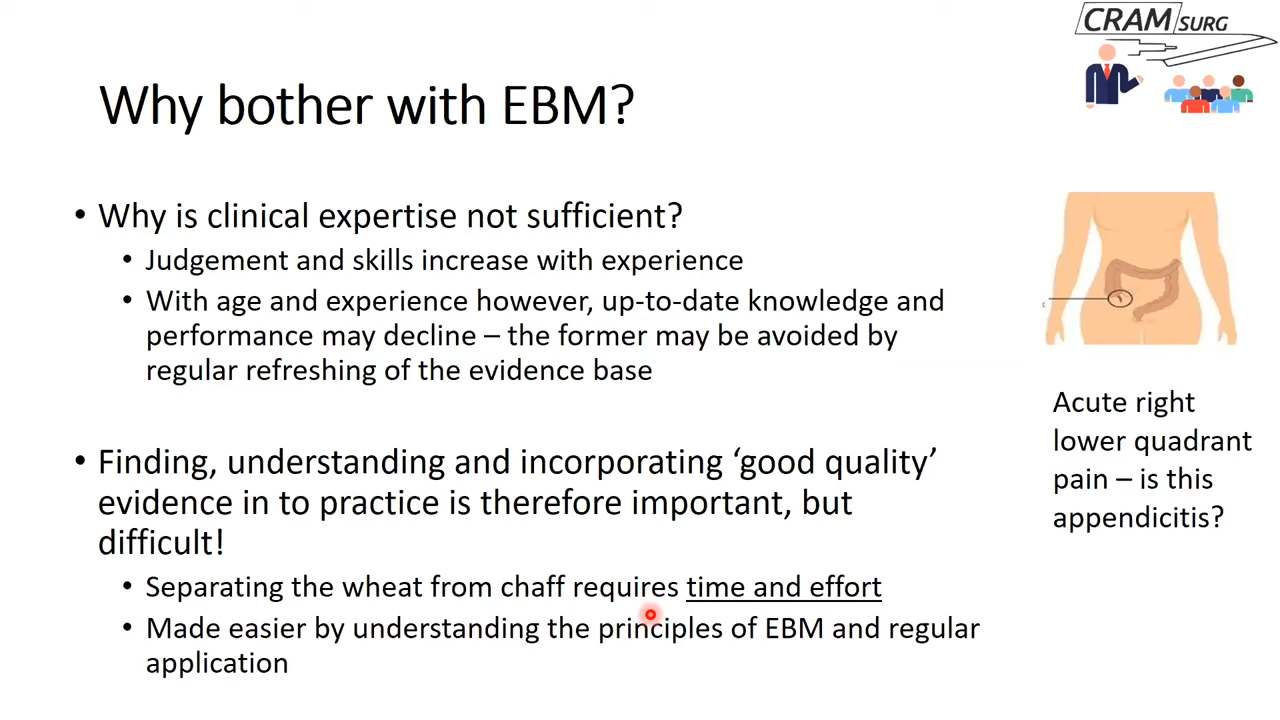 CRAM SURG
Why bother with EBM?
• Why is clinical expertise not sufficient?
• Judgement and skills increase with experience
• With age and experience however, up-to-date knowledge and
performance may decline – the former may be avoided by
regular refreshing of the evidence base
• Finding, understanding and incorporating ‘good quality’
evidence in to practice is therefore important, but
difficult!
• Separating the wheat from chaff requires time and effort
• Made easier by understanding the principles of EBM and regular
application
Acute right
lower quadrant
pain – is this
appendicitis?